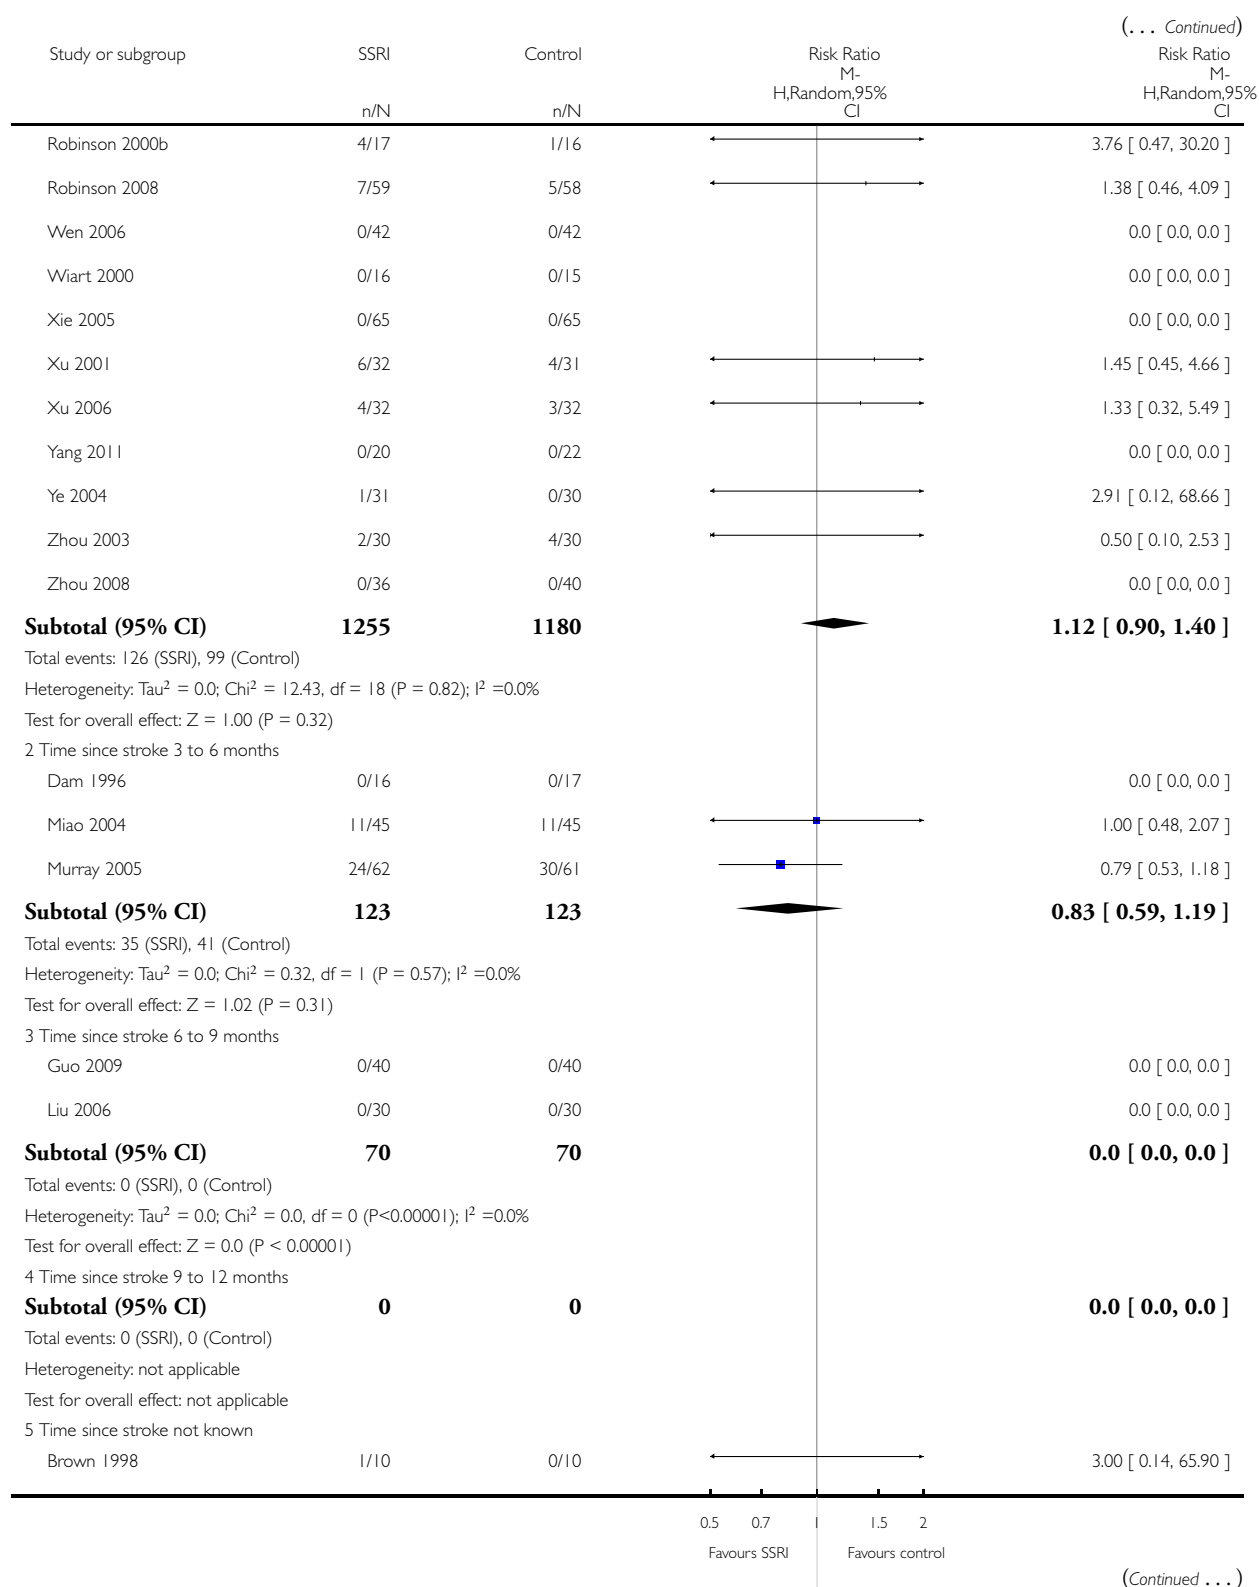 (... Continued)
Study or subgroup SSRI Control Risk Ratio Risk Ratio
M- M-
H,Random,95% H,Random,95%
n/N n/N CI CI
Robinson 2000b 4/17 1/16 3.76 [ 0.47, 30.20 ]
Robinson 2008 7/59 5/58 1.38 [ 0.46, 4.09 ]
Wen 2006 0/42 0/42 0.0 [ 0.0, 0.0 ]
Wiart 2000 0/16 0/15 0.0 [ 0.0, 0.0 ]
Xie 2005 0/65 0/65 0.0 [ 0.0, 0.0 ]
Xu 2001 6/32 4/31 1.45 [ 0.45, 4.66 ]
Xu 2006 4/32 3/32 1.33 [ 0.32, 5.49 ]
Yang 2011 0/20 0/22 0.0 [ 0.0, 0.0 ]
Ye 2004 1/31 0/30 2.91 [ 0.12, 68.66 ]
Zhou 2003 2/30 4/30 0.50 [ 0.10, 2.53 ]
Zhou 2008 0/36 0/40 0.0 [ 0.0, 0.0 ]
Subtotal (95% CI) 1255 1180 1.12 [ 0.90, 1.40 ]
Total events: 126 (SSRI), 99 (Control)
Heterogeneity: Tau² = 0.0; Chi² = 12.43, df = 18 (P = 0.82); I² =0.0%
Test for overall effect: Z = 1.00 (P = 0.32)
2 Time since stroke 3 to 6 months
Dam 1996 0/16 0/17 0.0 [ 0.0, 0.0 ]
Miao 2004 11/45 11/45 1.00 [ 0.48, 2.07 ]
Murray 2005 24/62 30/61 0.79 [ 0.53, 1.18 ]
Subtotal (95% CI) 123 123 0.83 [ 0.59, 1.19 ]
Total events: 35 (SSRI), 41 (Control)
Heterogeneity: Tau² = 0.0; Chi² = 0.32, df = 1 (P = 0.57); I² =0.0%
Test for overall effect: Z = 1.02 (P = 0.31)
3 Time since stroke 6 to 9 months
Guo 2009 0/40 0/40 0.0 [ 0.0, 0.0 ]
Liu 2006 0/30 0/30 0.0 [ 0.0, 0.0 ]
Subtotal (95% CI) 70 70 0.0 [ 0.0, 0.0 ]
Total events: 0 (SSRI), 0 (Control)
Heterogeneity: Tau² = 0.0; Chi² = 0.0, df = 0 (P<0.00001); I² =0.0%
Test for overall effect: Z = 0.0 (P < 0.00001)
4 Time since stroke 9 to 12 months
Subtotal (95% CI) 0 0 0.0 [ 0.0, 0.0 ]
Total events: 0 (SSRI), 0 (Control)
Heterogeneity: not applicable
Test for overall effect: not applicable
5 Time since stroke not known
Brown 1998 1/10 0/10 3.00 [ 0.14, 65.90 ]
0.5 0.7 1 1.5 2
Favours SSRI Favours control
(Continued ...)